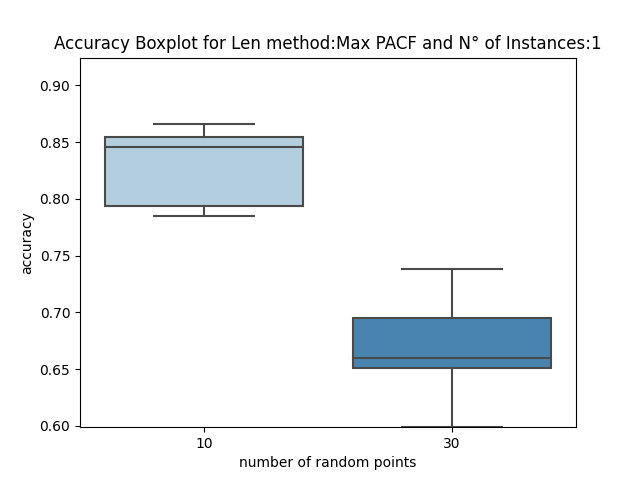 Accuracy Boxplot for Len method:Max PACF and N° of Instances:1
0.90
0.85
0.80
0.75
0.70
0.65
0.60
accuracy
10 30
number of random points